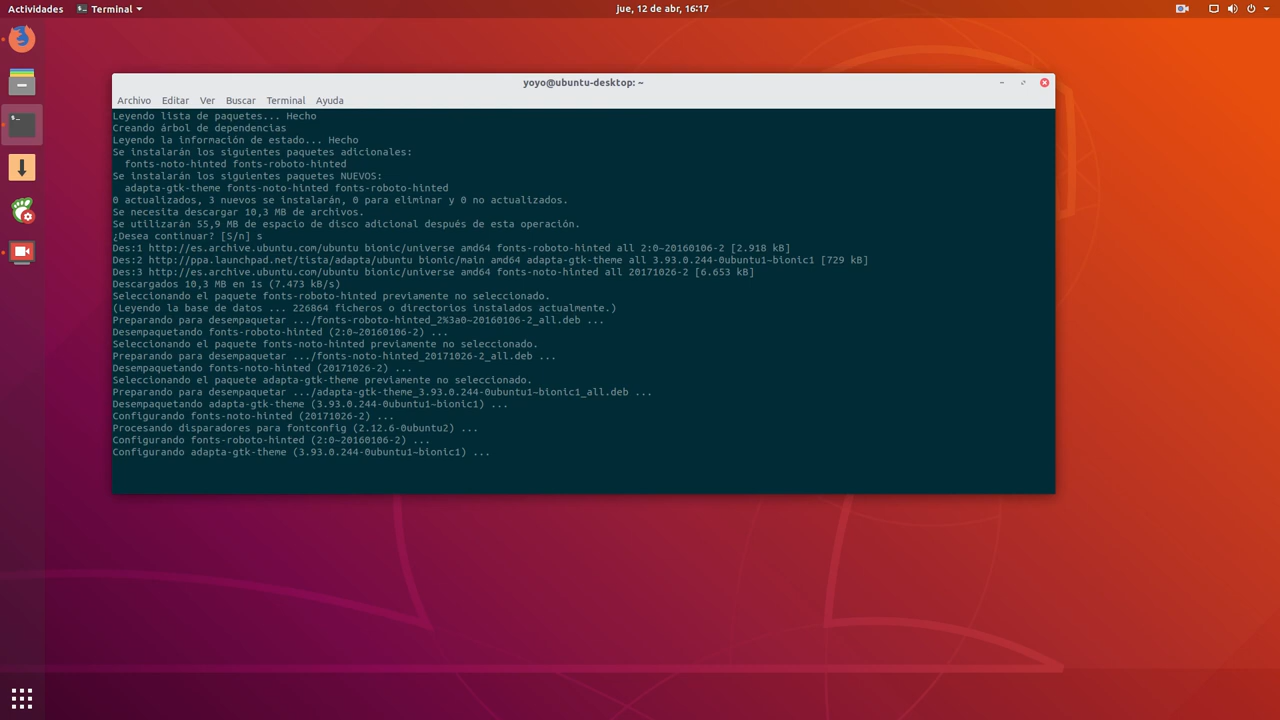 Actividades Terminal jue, 12 de abr, 16:17
yoyo@ubuntu-desktop: ~
Archivo Editar Ver Buscar Terminal Ayuda
Leyendo lista de paquetes... Hecho
Creando árbol de dependencias
Leyendo la información de estado... Hecho
Se instalarán los siguientes paquetes adicionales:
fonts-noto-hinted fonts-roboto-hinted
Se instalarán los siguientes paquetes NUEVOS:
adapta-gtk-theme fonts-noto-hinted fonts-roboto-hinted
0 actualizados, 3 nuevos se instalarán, 0 para eliminar y 0 no actualizados.
Se necesita descargar 10,3 MB de archivos.
Se utilizarán 55,9 MB de espacio de disco adicional después de esta operación.
¿Desea continuar? [S/n] s
Des:1 http://es.archive.ubuntu.com/ubuntu bionic/universe amd64 fonts-roboto-hinted all 2:0~20160106-2 [2.918 kB]
Des:2 http://ppa.launchpad.net/tista/adapta/ubuntu bionic/main amd64 adapta-gtk-theme all 3.93.0.244-0ubuntu1~bionic1 [729 kB]
Des:3 http://es.archive.ubuntu.com/ubuntu bionic/universe amd64 fonts-noto-hinted all 20171026-2 [6.653 kB]
Descargados 10,3 MB en 1s (7.473 kB/s)
Seleccionando el paquete fonts-roboto-hinted previamente no seleccionado.
(Leyendo la base de datos ... 226864 ficheros o directorios instalados actualmente.)
Preparando para desempaquetar .../fonts-roboto-hinted_2%3a0~20160106-2_all.deb ...
Desempaquetando fonts-roboto-hinted (2:0~20160106-2) ...
Seleccionando el paquete fonts-noto-hinted previamente no seleccionado.
Preparando para desempaquetar .../fonts-noto-hinted_20171026-2_all.deb ...
Desempaquetando fonts-noto-hinted (20171026-2) ...
Seleccionando el paquete adapta-gtk-theme previamente no seleccionado.
Preparando para desempaquetar .../adapta-gtk-theme_3.93.0.244-0ubuntu1~bionic1_all.deb ...
Desempaquetando adapta-gtk-theme (3.93.0.244-0ubuntu1~bionic1) ...
Configurando fonts-noto-hinted (20171026-2) ...
Procesando disparadores para fontconfig (2.12.6-0ubuntu2) ...
Configurando fonts-roboto-hinted (2:0~20160106-2) ...
Configurando adapta-gtk-theme (3.93.0.244-0ubuntu1~bionic1) ...